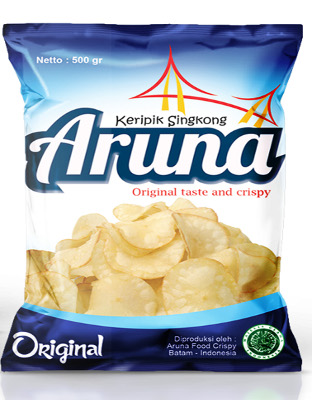 Netto : 500 gr
Keripik Singkong
Aruna
Original taste and crispy
Original
Diproduksi oleh :
Aruna Food Crispy
Batam - Indonesia